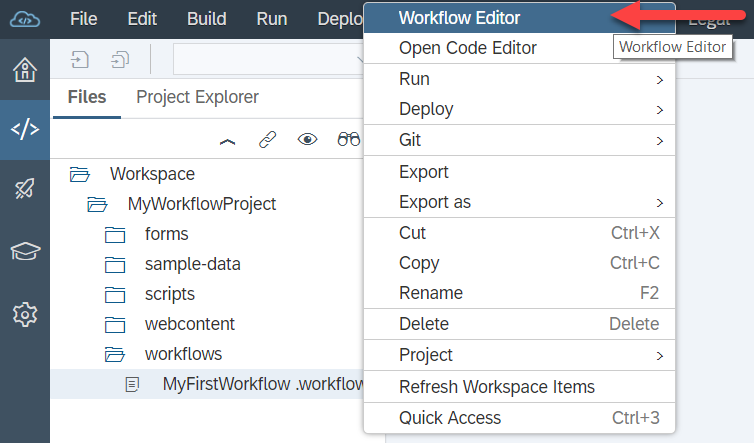 File Edit Build Run Deplo
Legal
Workflow Editor
Workflow Editor
Open Code Editor
Run
Deploy
Git
Export
Export as
Cut Ctrl+X
Copy Ctrl+C
Rename F2
Delete Delete
Project
Refresh Workspace Items
Quick Access Ctrl+3
Files Project Explorer
Workspace
MyWorkflowProject
forms
sample-data
scripts
webcontent
workflows
MyFirstWorkflow .workflow